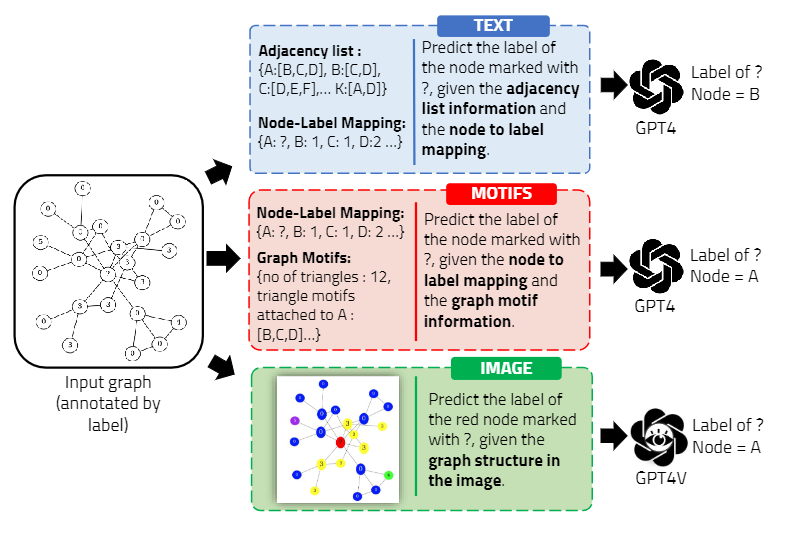 TEXT
Adjacency list :
{A:[B,C,D], B:[C,D],
C:[D,E,F],... K:[A,D]}
Node-Label Mapping:
{A: ?, B: 1, C: 1, D:2 ...}
Predict the label of
the node marked with
?, given the adjacency
list information and
the node to label
mapping.
GPT4
Label of ?
Node = B
MOTIFS
Node-Label Mapping:
{A: ?, B: 1, C: 1, D: 2 ...}
Graph Motifs:
{no of triangles : 12,
triangle motifs
attached to A :
[B,C,D]...}
Predict the label of
the node marked with
?, given the node to
label mapping and
the graph motif
information.
GPT4
Label of ?
Node = A
Input graph
(annotated by
label)
IMAGE
Predict the label of
the red node marked
with ?, given the
graph structure in
the image.
GPT4V
Label of ?
Node = A